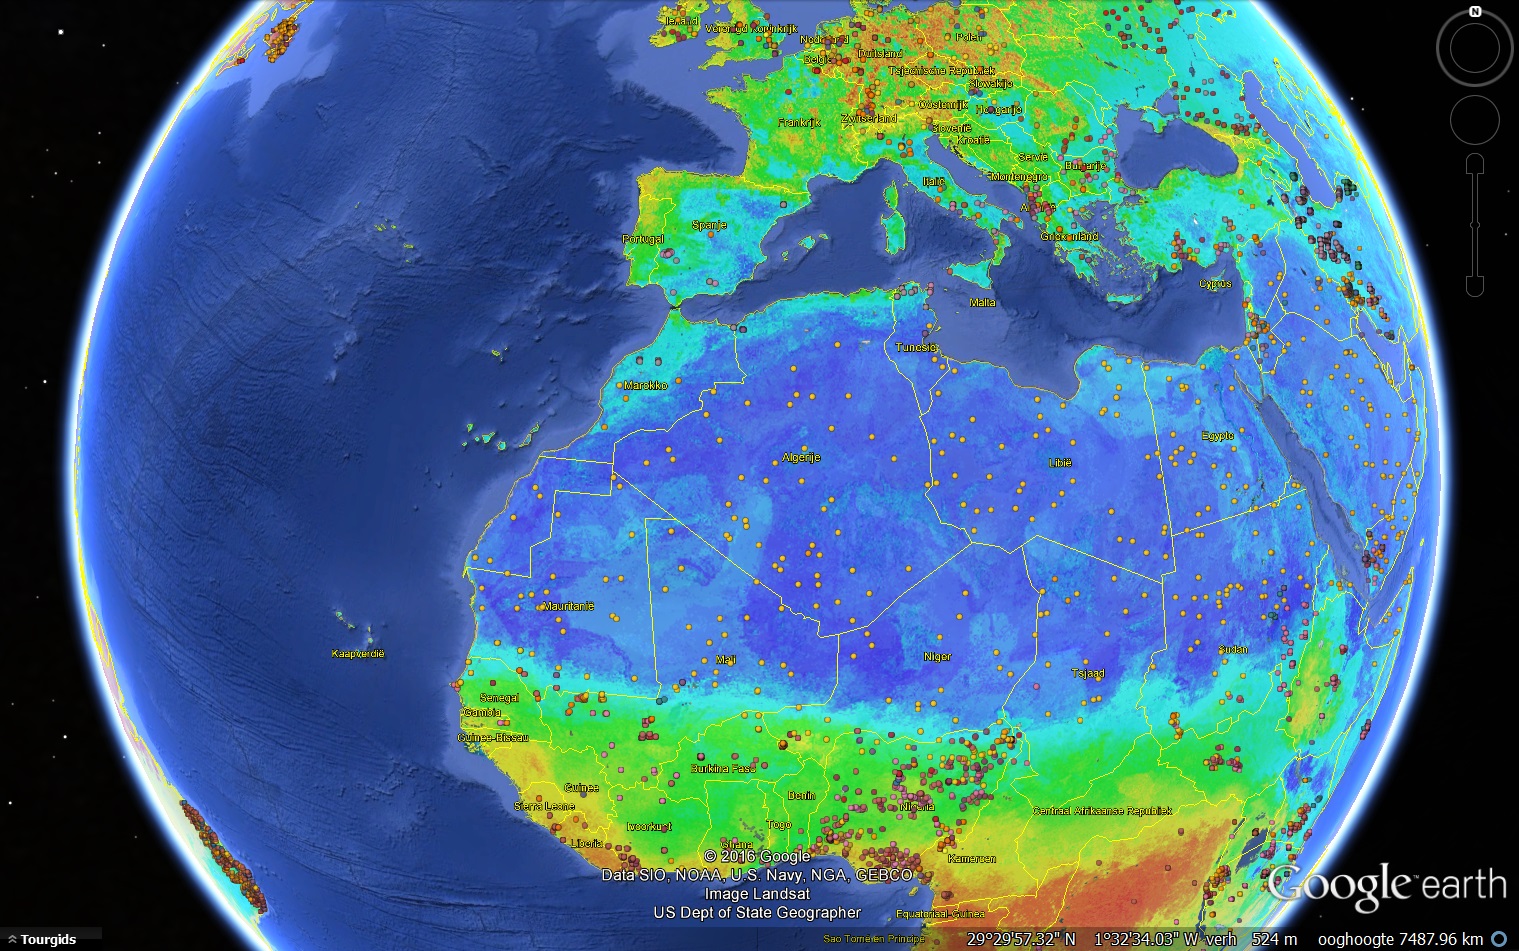 N
Ierland
Verenigd Koninkrijk
Nederland
Polen
Duitsland
België
Tsjechische Republiek
Slovakije
Oostenrijk
Hongarije
Frankrijk
Zwitserland
Slovenië
Kroatië
Servië
Bulgarije
Montenegro
Italië
Spanje
Portugal
Griekenland
Cyprus
Malta
Tunesië
Marokko
Egypte
Algerije
Libië
Mauritanië
Kaapverdië
Mali
Niger
Sudan
Tsjaad
Senegal
Gambia
Guinee-Bissau
Burkina Faso
Guinee
Benin
Sierra Leone
Nigeria
Centraal Afrikaanse Republiek
Ivoorkust
Togo
Liberia
Ghana
Kameroen
© 2016 Google
Data SIO, NOAA, U.S. Navy, NGA, GEBCO
Image Landsat
US Dept of State Geographer
Google earth
Equatoriaal-Guinea
Sao Tome en Principe
Tourgids
29°29'57.32" N 1°32'34.03" W verh 524 m ooghoogte 7487.96 km